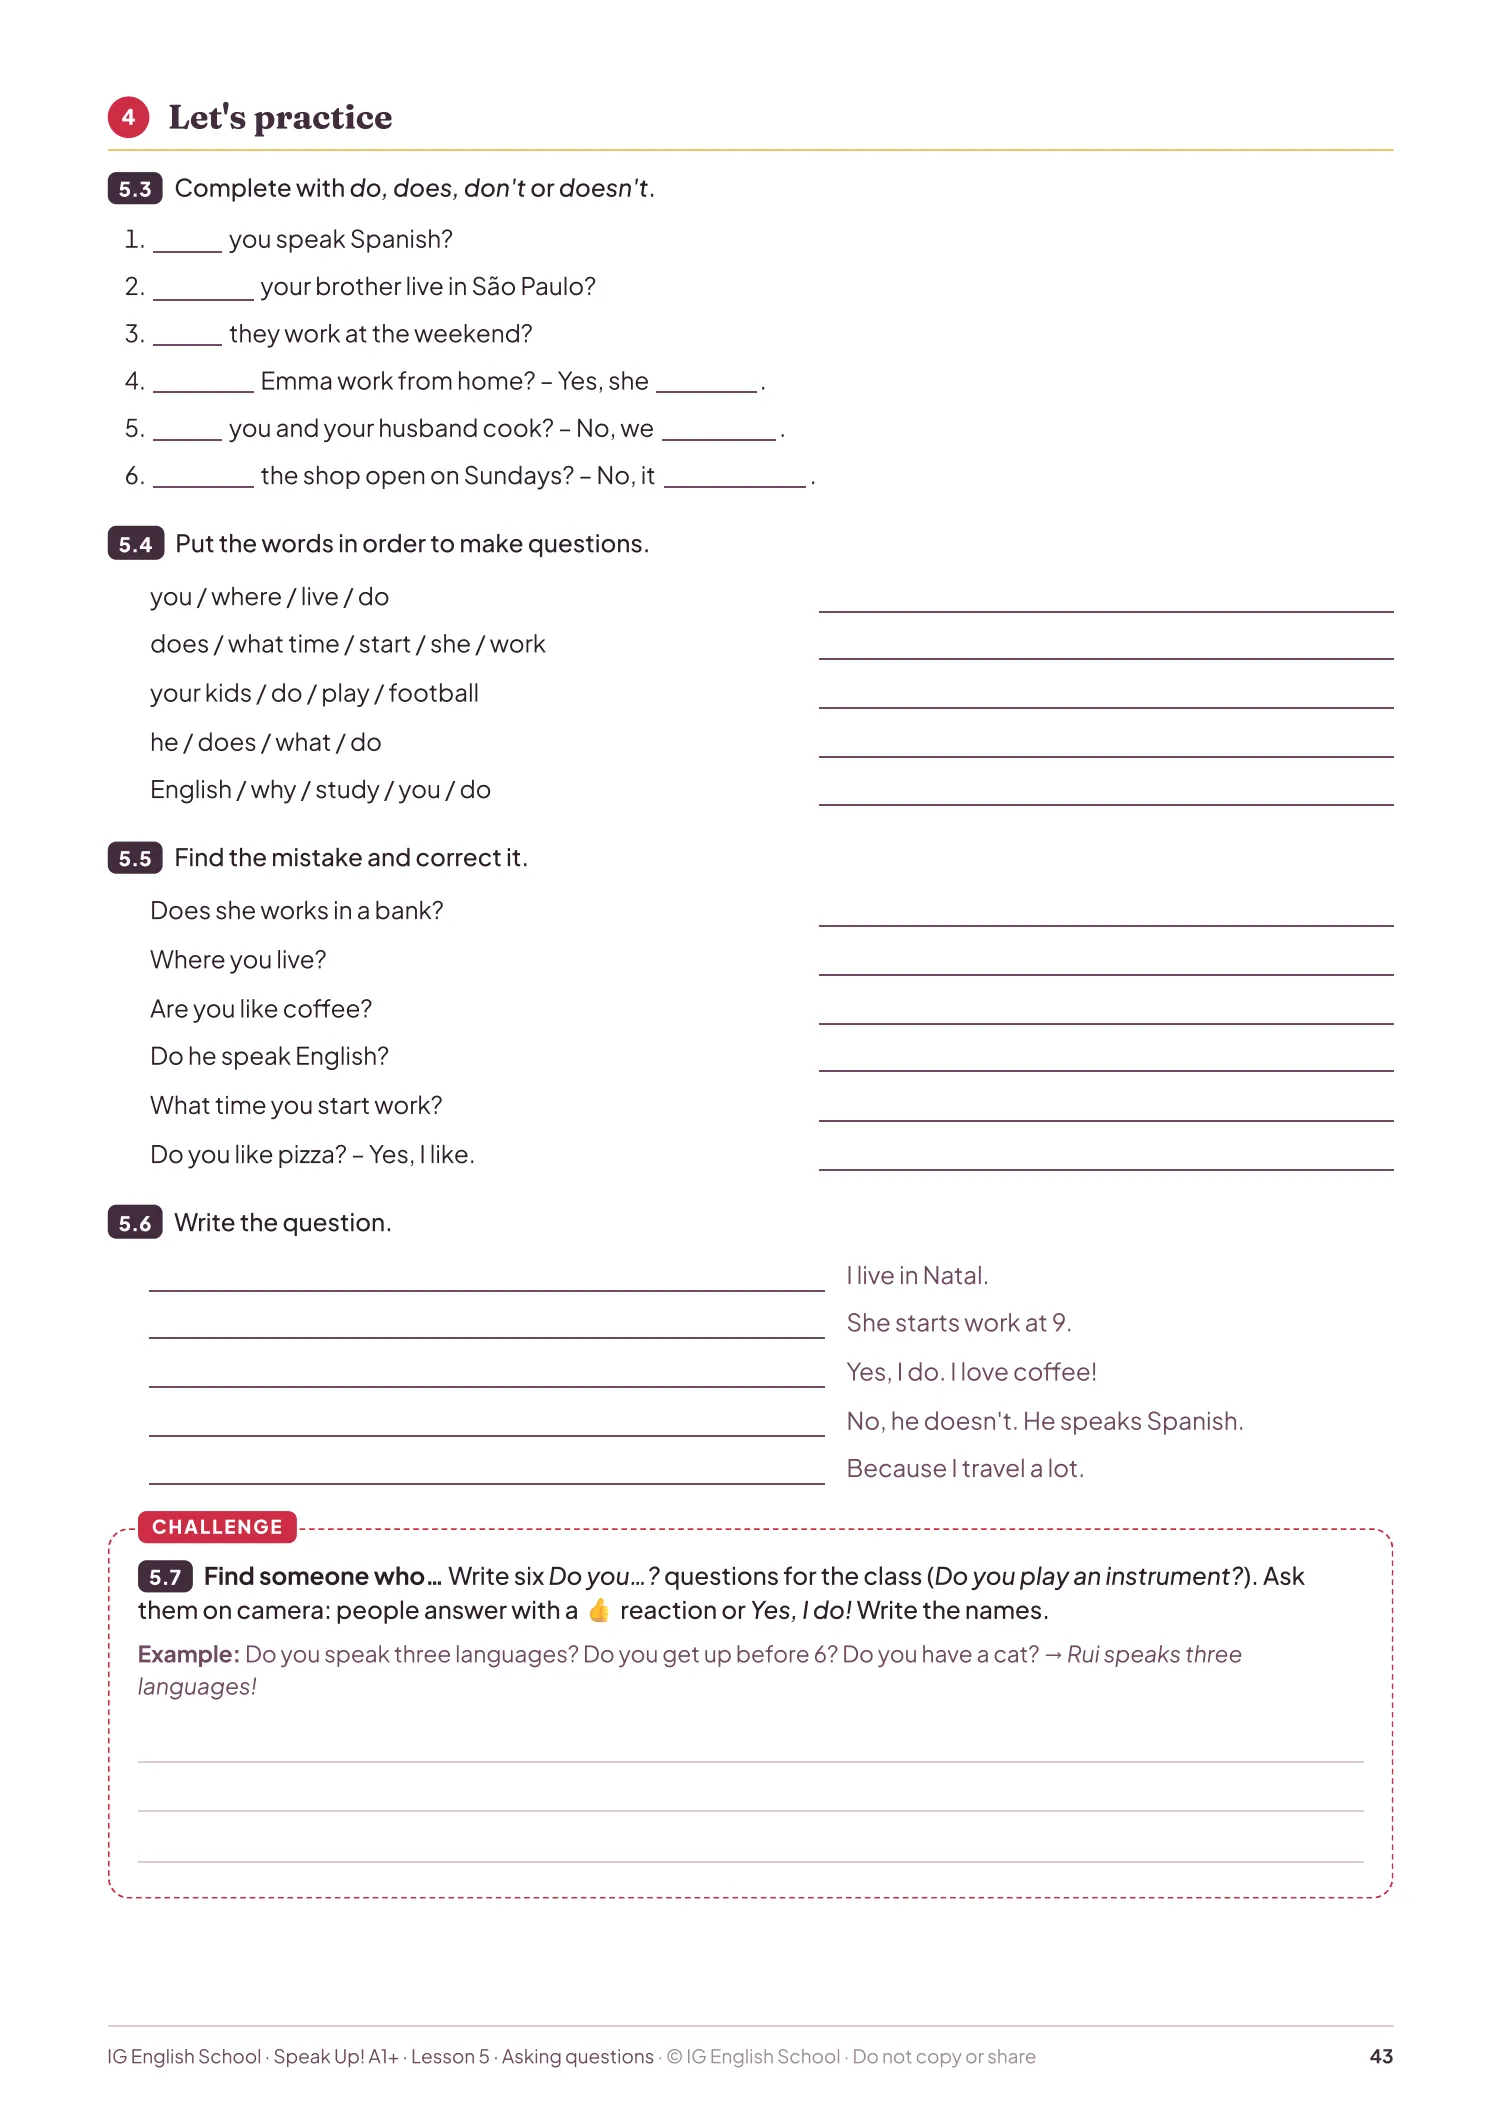 4 Let's practice
5.3 Complete with do, does, don't or doesn't.
1. _____ you speak Spanish?
2. _______ your brother live in São Paulo?
3. _____ they work at the weekend?
4. _______ Emma work from home? – Yes, she _______ .
5. _____ you and your husband cook? – No, we ________ .
6. _______ the shop open on Sundays? – No, it __________ .
5.4 Put the words in order to make questions.
you / where / live / do
does / what time / start / she / work
your kids / do / play / football
he / does / what / do
English / why / study / you / do
5.5 Find the mistake and correct it.
Does she works in a bank?
Where you live?
Are you like coffee?
Do he speak English?
What time you start work?
Do you like pizza? – Yes, I like.
5.6 Write the question.
I live in Natal.
She starts work at 9.
Yes, I do. I love coffee!
No, he doesn't. He speaks Spanish.
Because I travel a lot.
CHALLENGE
5.7 Find someone who… Write six Do you…? questions for the class (Do you play an instrument?). Ask
them on camera: people answer with a 👍 reaction or Yes, I do! Write the names.
Example: Do you speak three languages? Do you get up before 6? Do you have a cat? → Rui speaks three
languages!
IG English School · Speak Up! A1+ · Lesson 5 · Asking questions · © IG English School · Do not copy or share 43